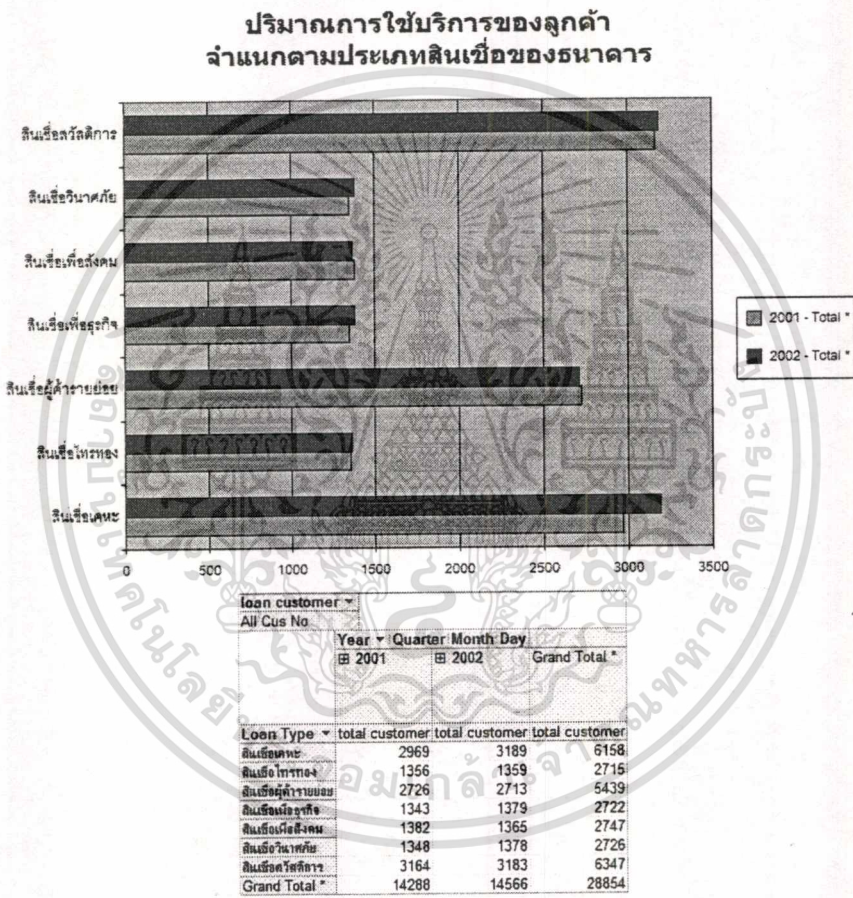 ปริมาณการใช้บริการของลูกค้า
จำแนกตามประเภทสินเชื่อของธนาคาร
สินเชื่อสวัสดิการ
สินเชื่อวินาศภัย
สินเชื่อเพื่อสังคม
สินเชื่อเพื่อธุรกิจ
สินเชื่อผู้ค้ารายย่อย
สินเชื่อไทรทอง
สินเชื่อเคหะ
0 500 1000 1500 2000 2500 3000 3500
2001 - Total *
2002 - Total *
loan customer
All Cus No
Year Quarter Month Day
2001 2002 Grand Total *
Loan Type total customer total customer total customer
สินเชื่อเคหะ 2969 3189 6158
สินเชื่อไทรทอง 1356 1359 2715
สินเชื่อผู้ค้ารายย่อย 2726 2713 5439
สินเชื่อเพื่อธุรกิจ 1343 1379 2722
สินเชื่อเพื่อสังคม 1382 1365 2747
สินเชื่อวินาศภัย 1348 1378 2726
สินเชื่อสวัสดิการ 3164 3183 6347
Grand Total * 14288 14566 28854